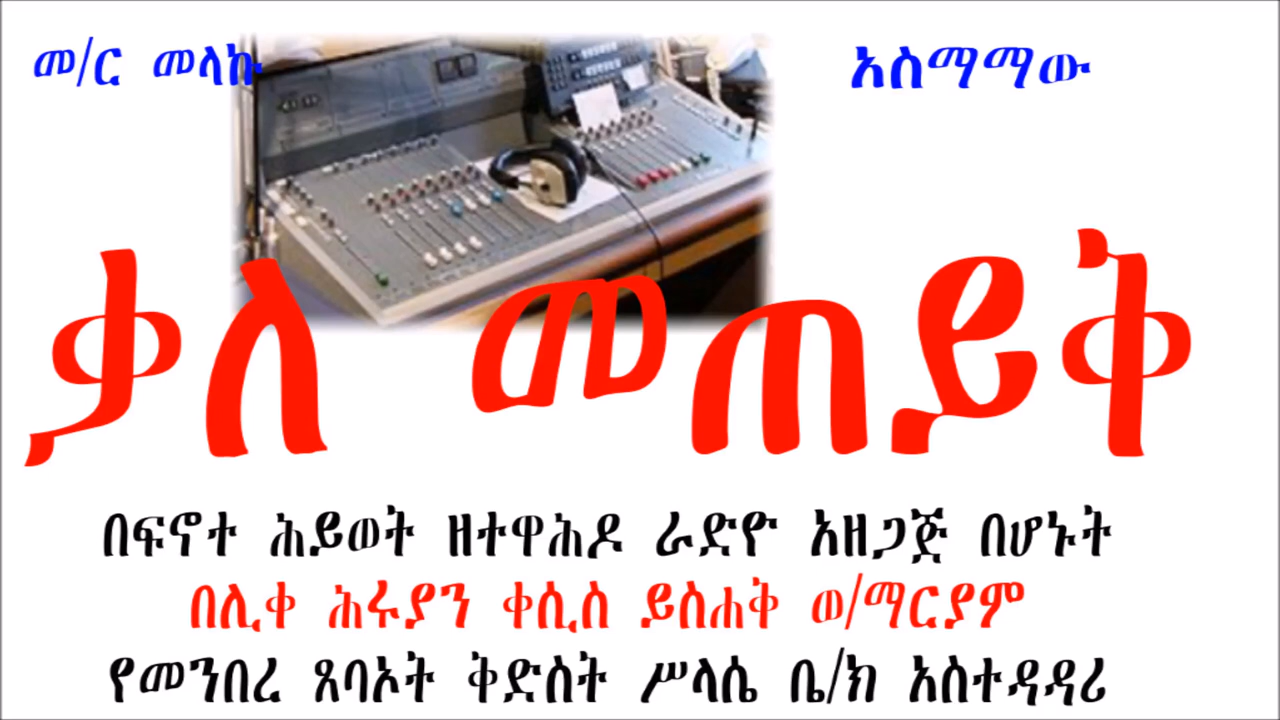 መ/ር መላኩ አስማማው
ቃለ መጠይቅ
በፍኖተ ሕይወት ዘተዋሕዶ ራድዮ አዘጋጅ በሆኑት
በሊቀ ሕሩያን ቀሲስ ይስሐቅ ወ/ማርያም
የመንበረ ጸባኦት ቅድስት ሥላሴ ቤ/ክ አስተዳዳሪ